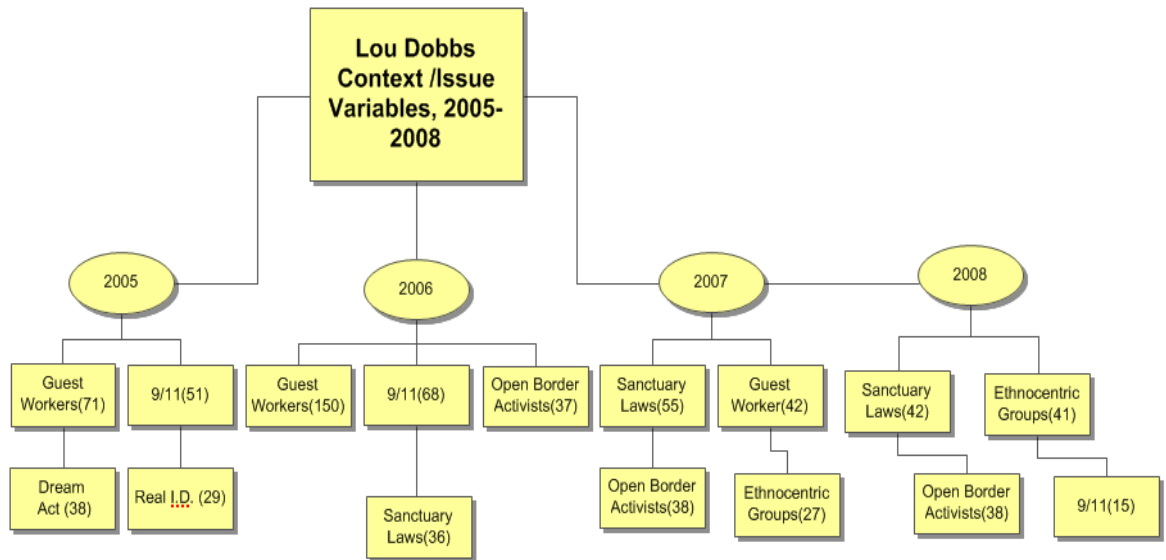 Lou Dobbs
Context /Issue
Variables, 2005-
2008
2005
2006
2007
2008
Guest
Workers(71)
9/11(51)
Guest
Workers(150)
9/11(68)
Open Border
Activists(37)
Sanctuary
Laws(55)
Guest
Worker(42)
Sanctuary
Laws(42)
Ethnocentric
Groups(41)
Dream
Act (38)
Real I.D. (29)
Sanctuary
Laws(36)
Open Border
Activists(38)
Ethnocentric
Groups(27)
Open Border
Activists(38)
9/11(15)